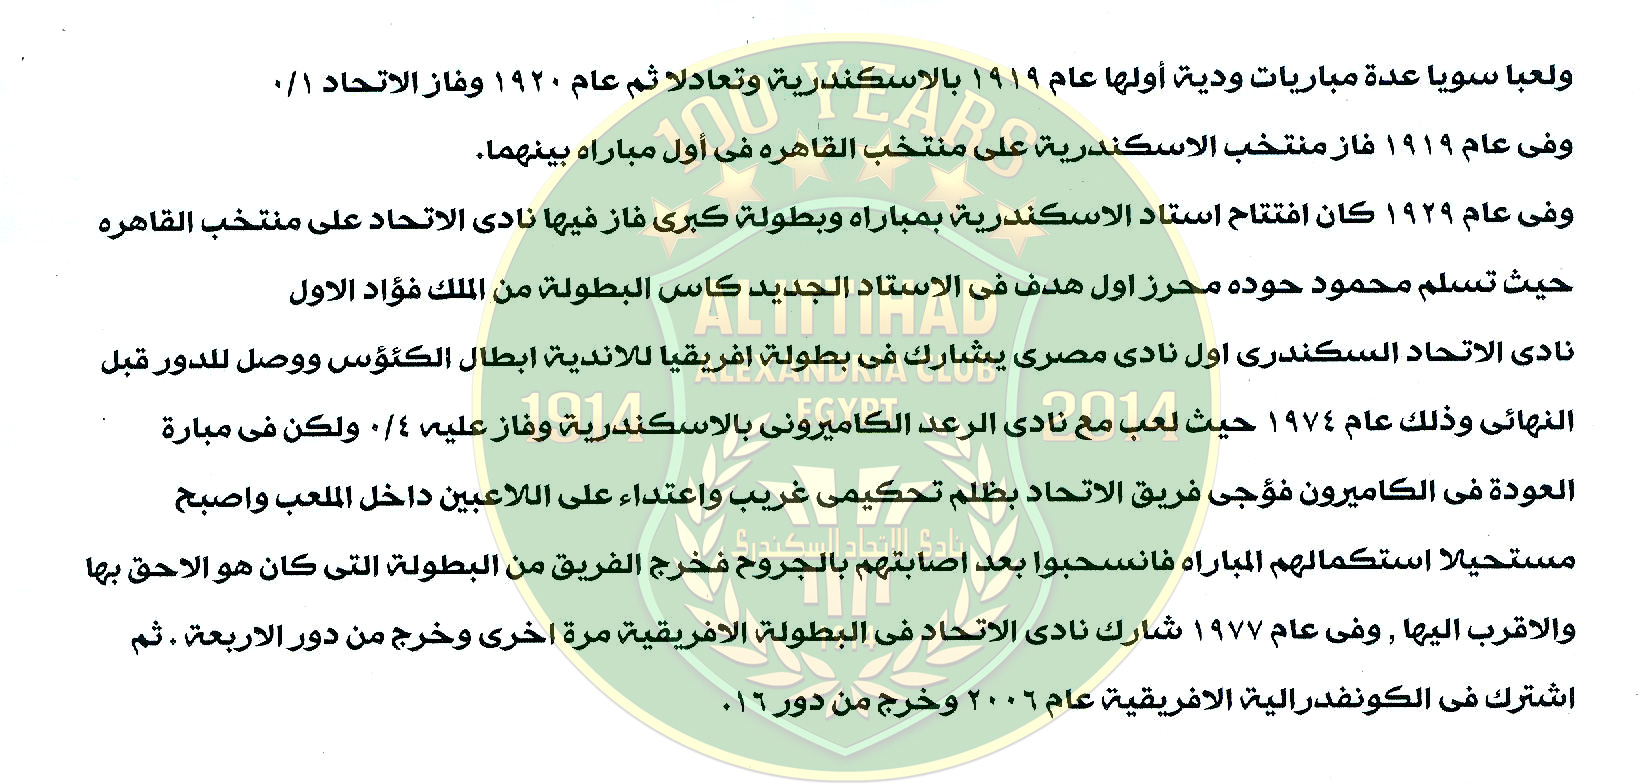 ولعبا سويا عدة مباريات ودية أولها عام ١٩١٩ بالاسكندرية وتعادلا ثم عام ١٩٢٠ وفاز الاتحاد ٠/١
وفى عام ١٩١٩ فاز منتخب الاسكندرية على منتخب القاهره فى أول مباراه بينهما.
وفى عام ١٩٢٩ كان افتتاح استاد الاسكندرية بمباراه وبطولة كبرى فاز فيها نادى الاتحاد على منتخب القاهره
حيث تسلم محمود حوده محرز اول هدف فى الاستاد الجديد كاس البطولة من الملك فؤاد الاول
نادى الاتحاد السكندرى اول نادى مصرى يشارك فى بطولة افريقيا للاندية ابطال الكئؤس ووصل للدور قبل
النهائى وذلك عام ١٩٧٤ حيث لعب مع نادى الرعد الكاميرونى بالاسكندرية وفاز عليه ٠/٤ ولكن فى مبارة
العودة فى الكاميرون فؤجى فريق الاتحاد بظلم تحكيمى غريب واعتداء على اللاعبين داخل الملعب واصبح
مستحيلا استكمالهم المباراه فانسحبوا بعد اصابتهم بالجروح فخرج الفريق من البطولة التى كان هو الاحق بها
والاقرب اليها , وفى عام ١٩٧٧ شارك نادى الاتحاد فى البطولة الافريقية مرة اخرى وخرج من دور الاربعة . ثم
اشترك فى الكونفدرالية الافريقية عام ٢٠٠٦ وخرج من دور ١٦.
100 YEARS
AL ITTIHAD
ALEXANDRIA CLUB
EGYPT
1914 2014
نادى الاتحاد السكندرى
1914